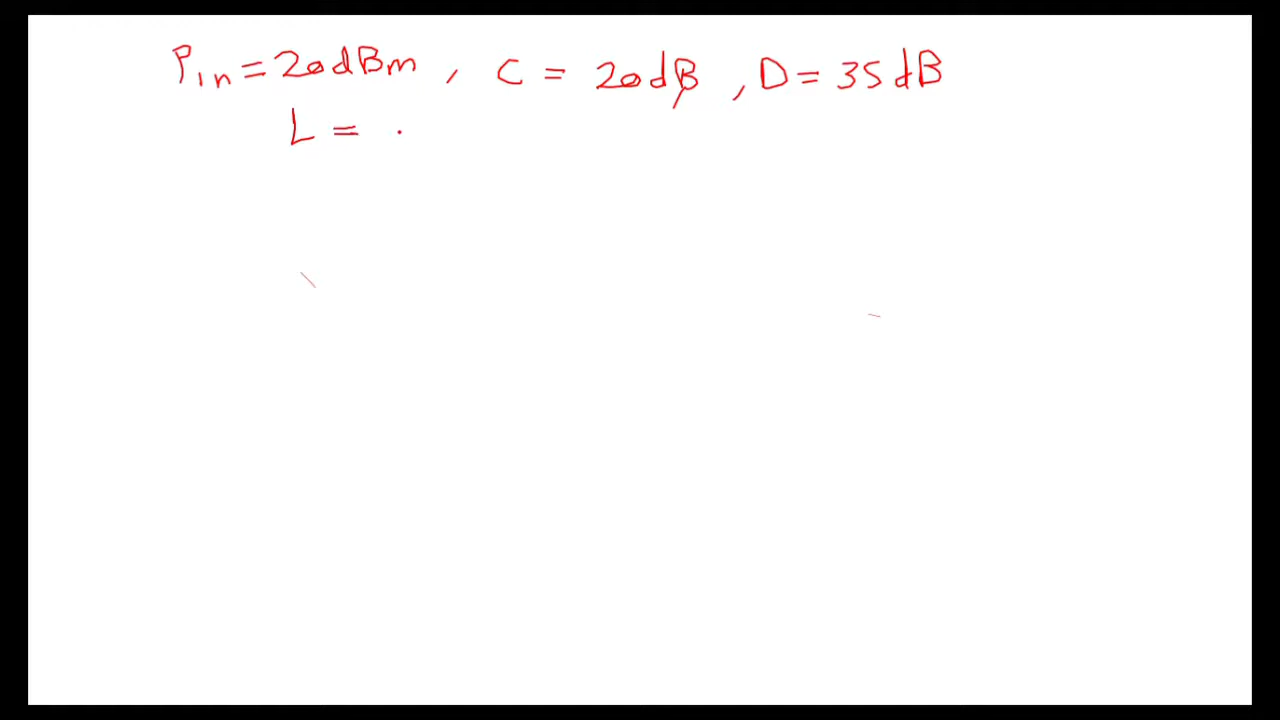 Pin = 20dBm , C = 20dB , D = 35dB
L = .